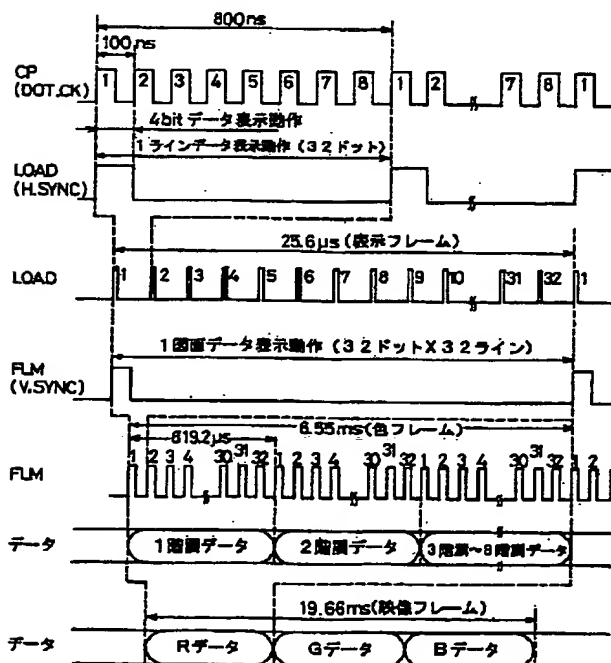 800ns
100ns
CP
(DOT.CK)
1 2 3 4 5 6 7 8 1 2 7 8 1
4bitデータ表示動作
1ラインデータ表示動作(32ドット)
LOAD
(H.SYNC)
25.6μs(表示フレーム)
LOAD
1 2 3 4 5 6 7 8 9 10 31 32 1
1画面データ表示動作(32ドットX32ライン)
FLM
(V.SYNC)
6.55ms(色フレーム)
819.2μs
FLM
1 2 3 4 30 31 32 1 2 3 4 30 31 32 1 2 3 4 30 31 32 1 2
データ
1階調データ
2階調データ
3階調~8階調データ
19.66ms(映像フレーム)
データ
Rデータ
Gデータ
Bデータ